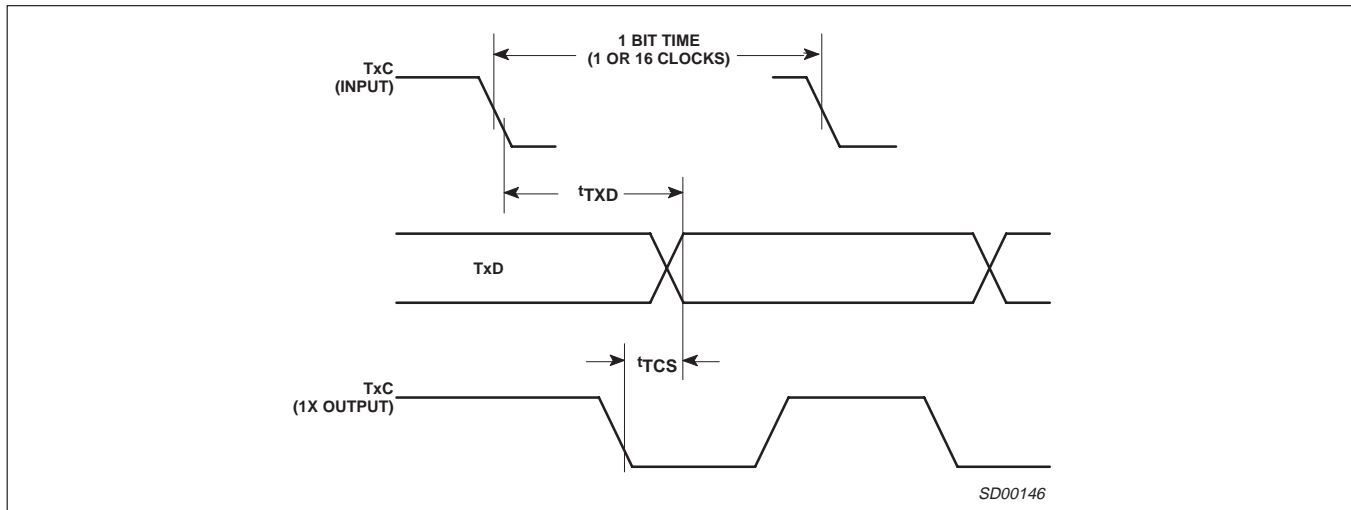 1 BIT TIME
(1 OR 16 CLOCKS)
TxC
(INPUT)
tTXD
TxD
tTCS
TxC
(1X OUTPUT)
SD00146